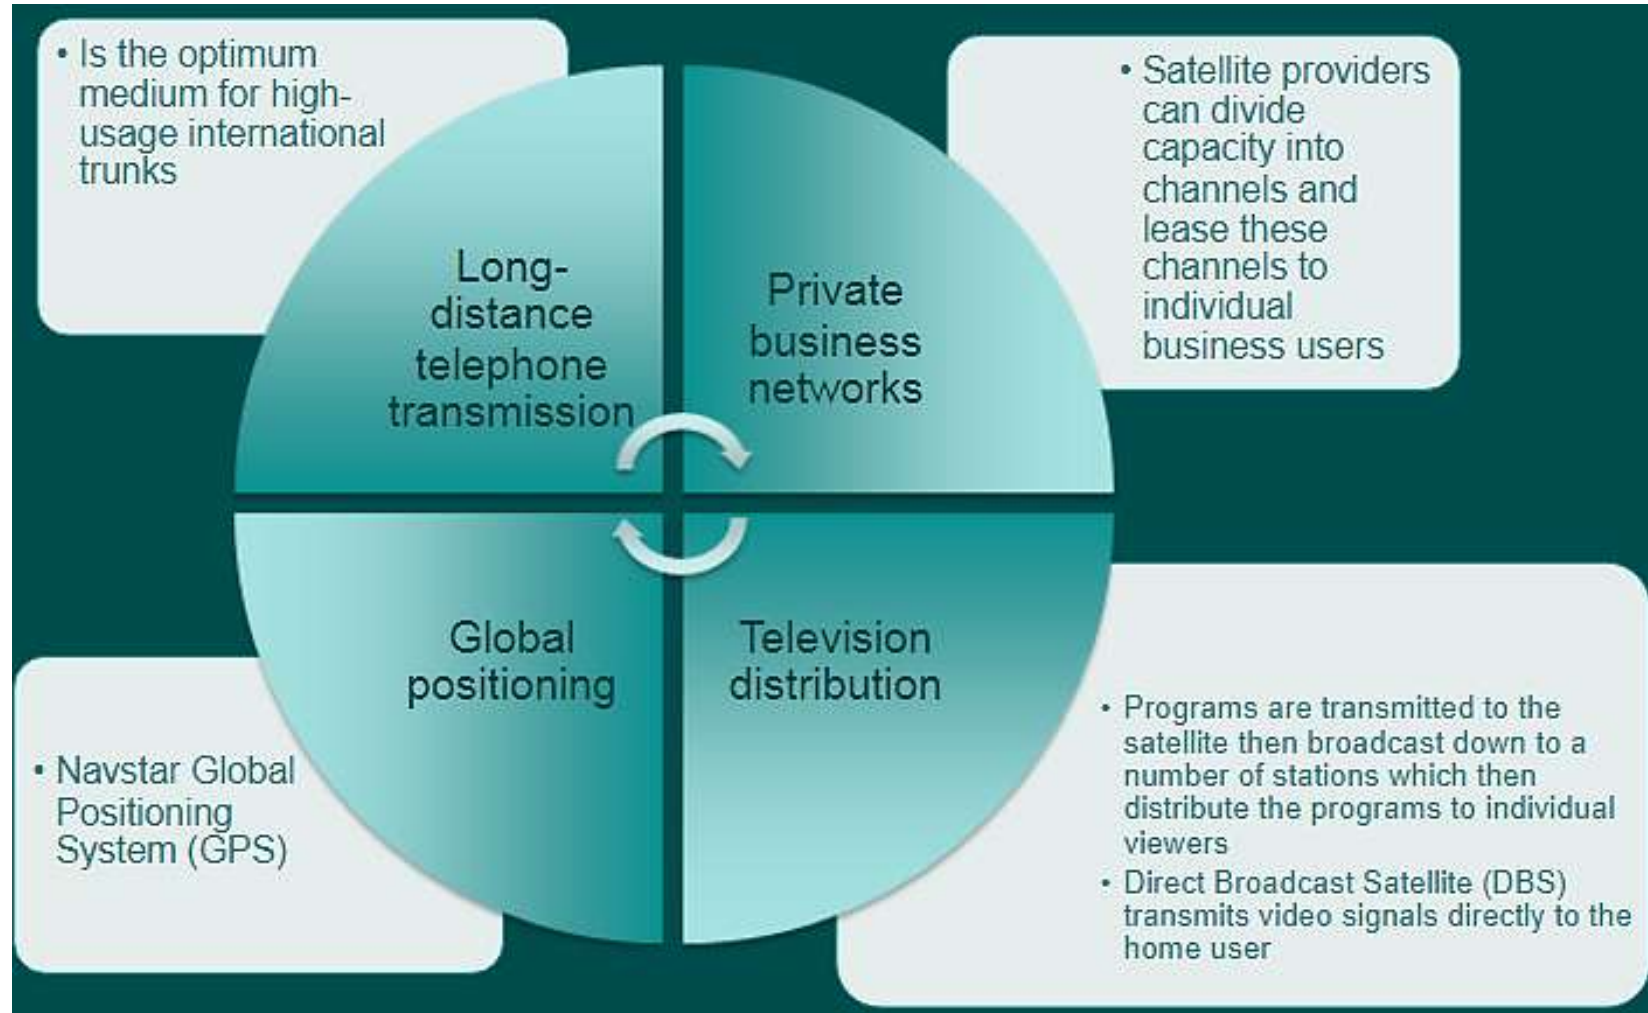 • Is the optimum
medium for high-
usage international
trunks
Long-
distance
telephone
transmission
Private
business
networks
• Satellite providers
can divide
capacity into
channels and
lease these
channels to
individual
business users
Global
positioning
• Navstar Global
Positioning
System (GPS)
Television
distribution
• Programs are transmitted to the
satellite then broadcast down to a
number of stations which then
distribute the programs to individual
viewers
• Direct Broadcast Satellite (DBS)
transmits video signals directly to the
home user